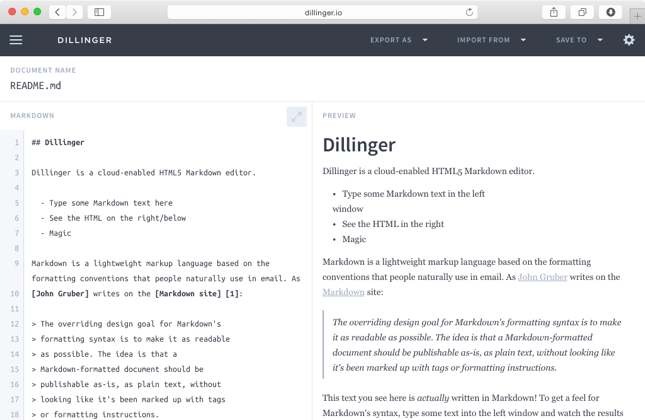 dillinger.io
DILLINGER
EXPORT AS
IMPORT FROM
SAVE TO
DOCUMENT NAME
README.md
MARKDOWN
1 ## Dillinger
2
3 Dillinger is a cloud-enabled HTML5 Markdown editor.
4
5 - Type some Markdown text here
6 - See the HTML on the right/below
7 - Magic
8
9 Markdown is a lightweight markup language based on the
formatting conventions that people naturally use in email. As
10 [John Gruber] writes on the [Markdown site] [1]:
11
12 > The overriding design goal for Markdown's
13 > formatting syntax is to make it as readable
14 > as possible. The idea is that a
15 > Markdown-formatted document should be
16 > publishable as-is, as plain text, without
17 > looking like it's been marked up with tags
18 > or formatting instructions.
PREVIEW
Dillinger
Dillinger is a cloud-enabled HTML5 Markdown editor.
• Type some Markdown text in the left
window
• See the HTML in the right
• Magic
Markdown is a lightweight markup language based on the formatting
conventions that people naturally use in email. As John Gruber writes on the
Markdown site:
The overriding design goal for Markdown's formatting syntax is to make
it as readable as possible. The idea is that a Markdown-formatted
document should be publishable as-is, as plain text, without looking like
it's been marked up with tags or formatting instructions.
This text you see here is actually written in Markdown! To get a feel for
Markdown's syntax, type some text into the left window and watch the results